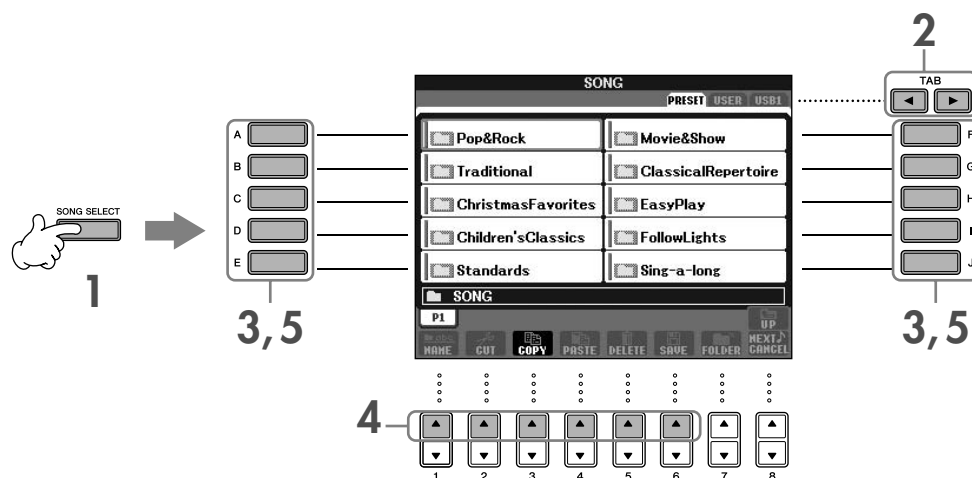 2
TAB
SONG
PRESET USER USB1
A
Pop&Rock
Movie&Show
F
B
Traditional
ClassicalRepertoire
G
SONG SELECT
C
ChristmasFavorites
EasyPlay
H
D
Children'sClassics
FollowLights
I
E
Standards
Sing-a-long
J
1
3, 5
SONG
3, 5
P1
UP
NAME CUT COPY PASTE DELETE SAVE FOLDER NEXT CANCEL
4
1 2 3 4 5 6 7 8